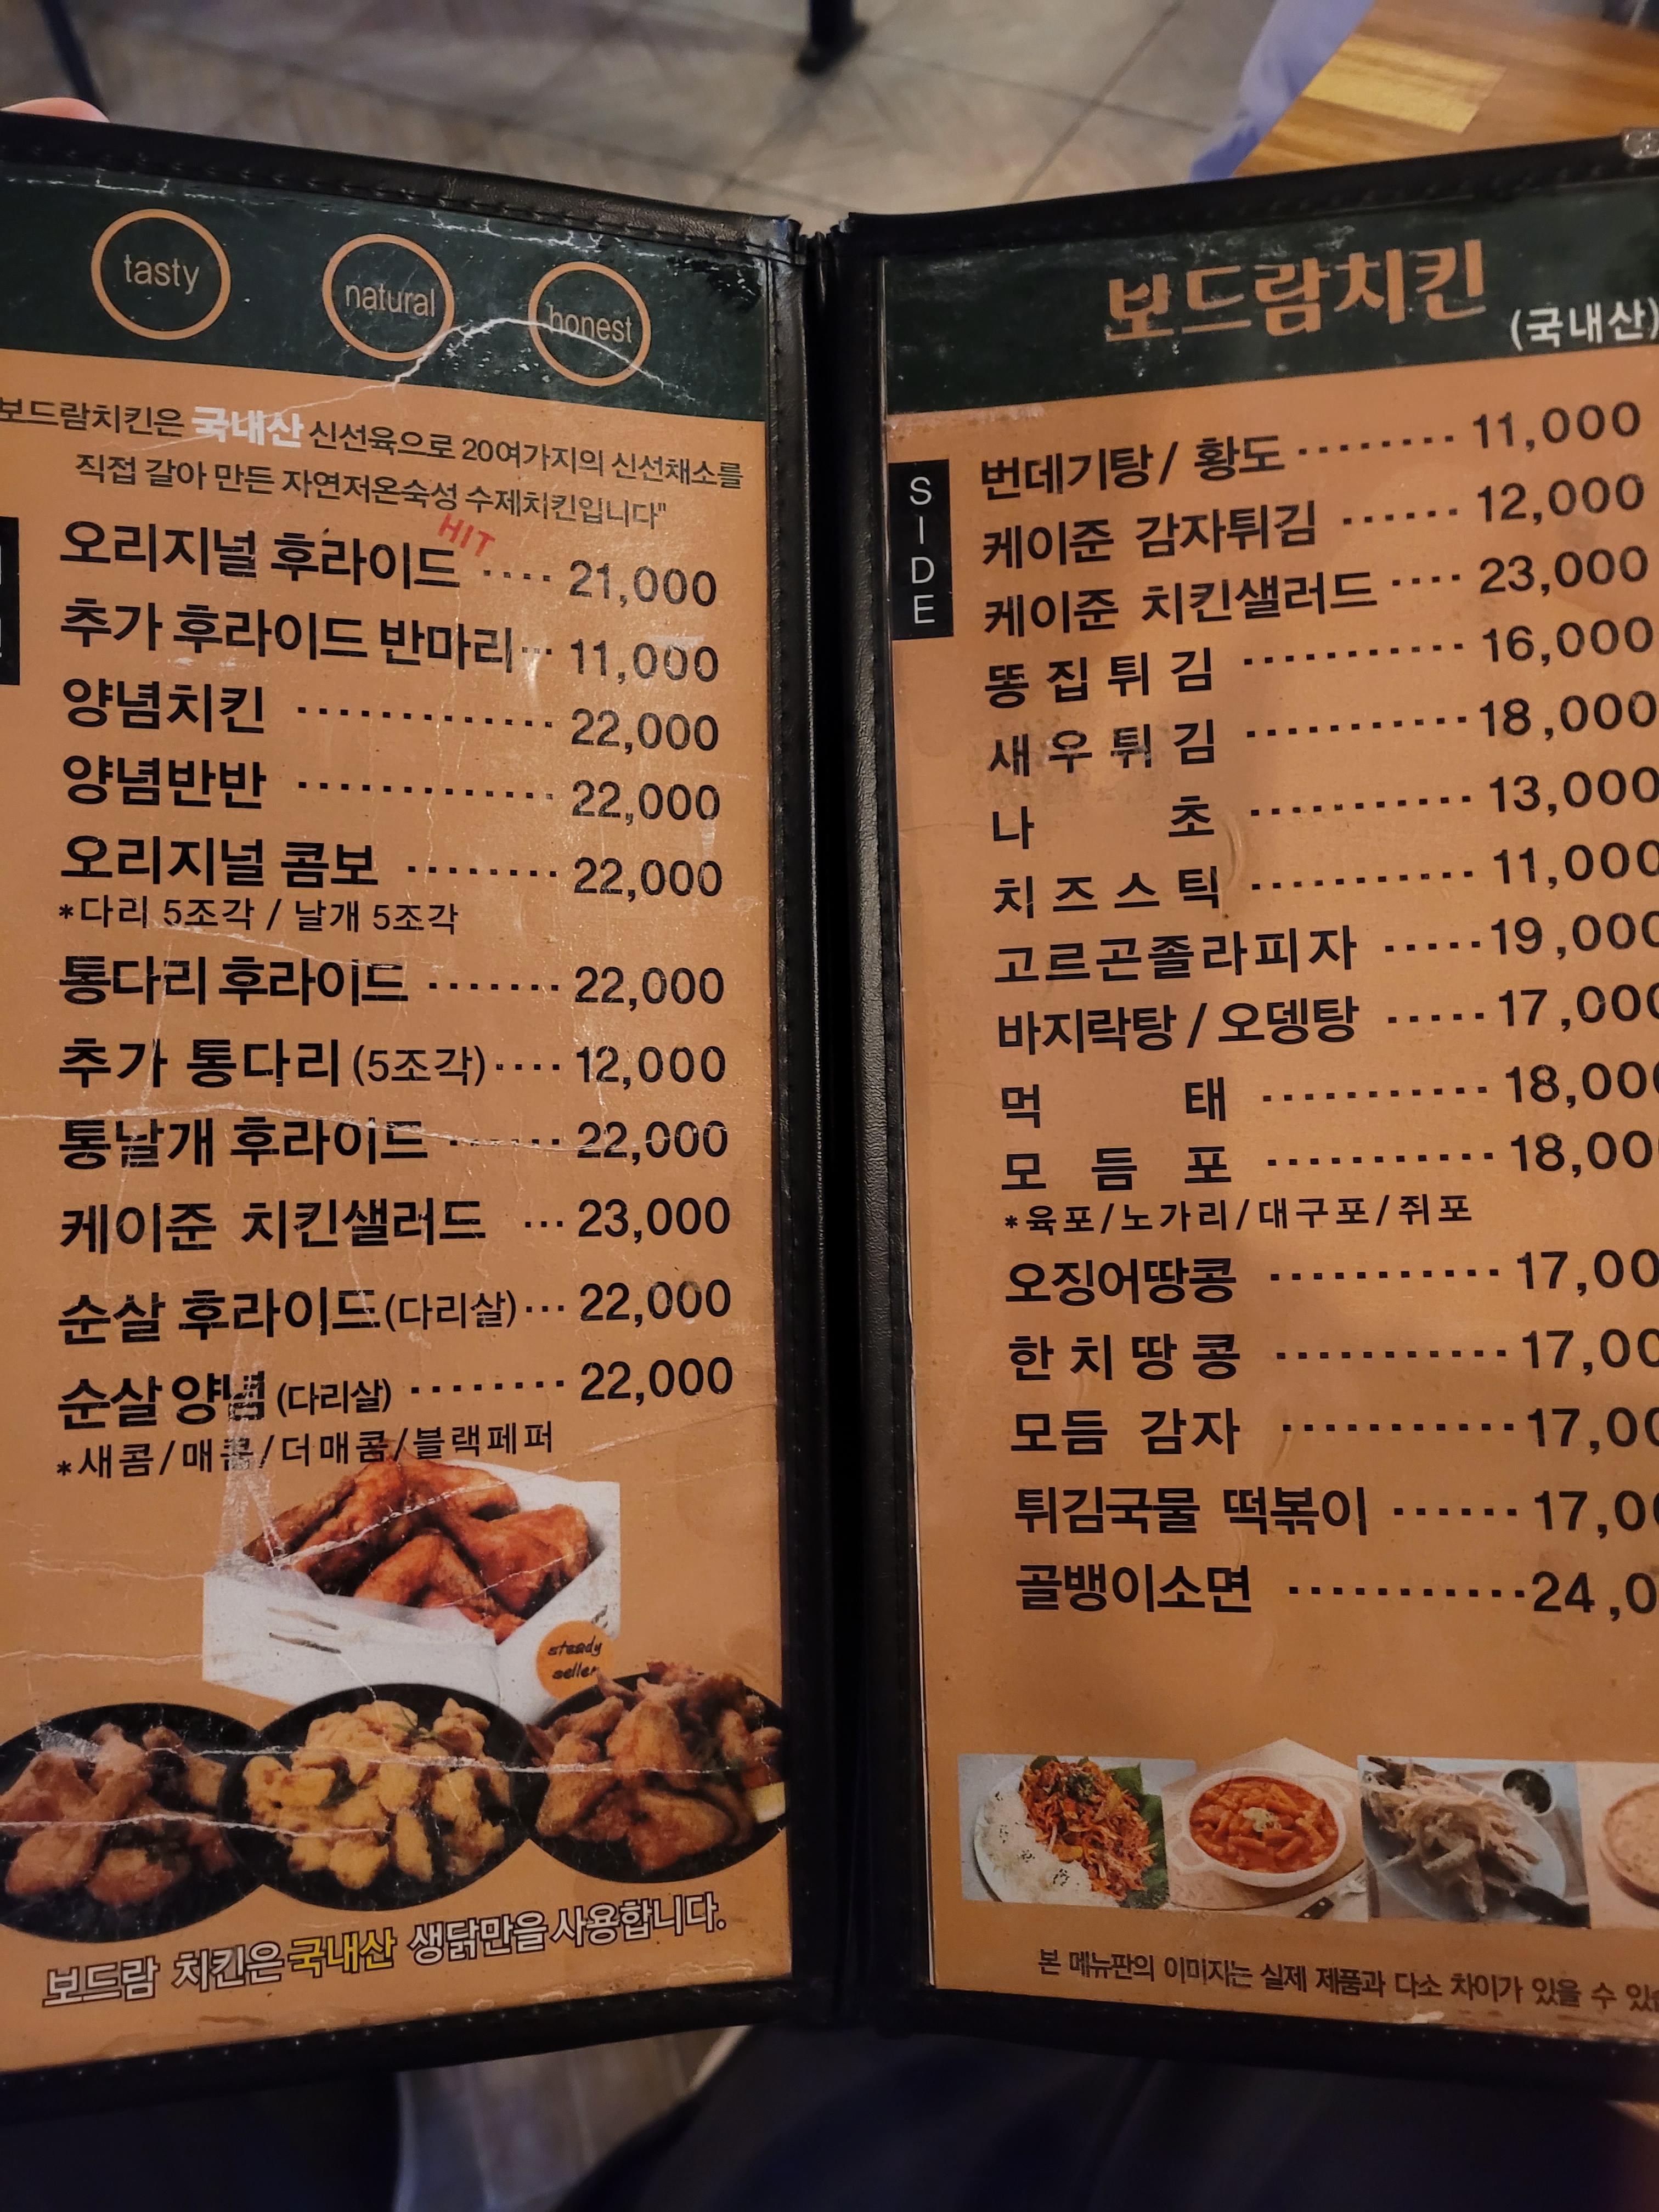 tasty
natural
honest
보드람치킨은 국내산 신선육으로 20여가지의 신선채소를
직접 갈아 만든 자연저온숙성 수제치킨입니다"
HIT
오리지널 후라이드 ···· 21,000
추가 후라이드 반마리··· 11,000
양념치킨 ············· 22,000
양념반반 ············· 22,000
오리지널 콤보 ········ 22,000
*다리 5조각 / 날개 5조각
통다리 후라이드 ······· 22,000
추가 통다리 (5조각)···· 12,000
통날개 후라이드 ······ 22,000
케이준 치킨샐러드 ··· 23,000
순살 후라이드(다리살)··· 22,000
순살 양념 (다리살) ········ 22,000
*새콤/매콤/더매콤/블랙페퍼
steady
seller
보드람 치킨은 국내산 생닭만을 사용합니다.
보드람치킨
(국내산)
SIDE
번데기탕/ 황도 ········ 11,000
케이준 감자튀김 ······ 12,000
케이준 치킨샐러드 ···· 23,000
똥집튀김 ··········· 16,000
새우튀김 ··········· 18,000
나 초 ··········· 13,000
치즈스틱 ··········· 11,000
고르곤졸라피자 ····· 19,000
바지락탕 / 오뎅탕 ····· 17,000
먹 태 ··········· 18,000
모 듬 포 ··········· 18,00
*육포/노가리/대구포/쥐포
오징어땅콩 ··········· 17,00
한치땅콩 ··········· 17,00
모듬 감자 ··········· 17,00
튀김국물 떡볶이 ······ 17,0
골뱅이소면 ··········· 24,0
본 메뉴판의 이미지는 실제 제품과 다소 차이가 있을 수